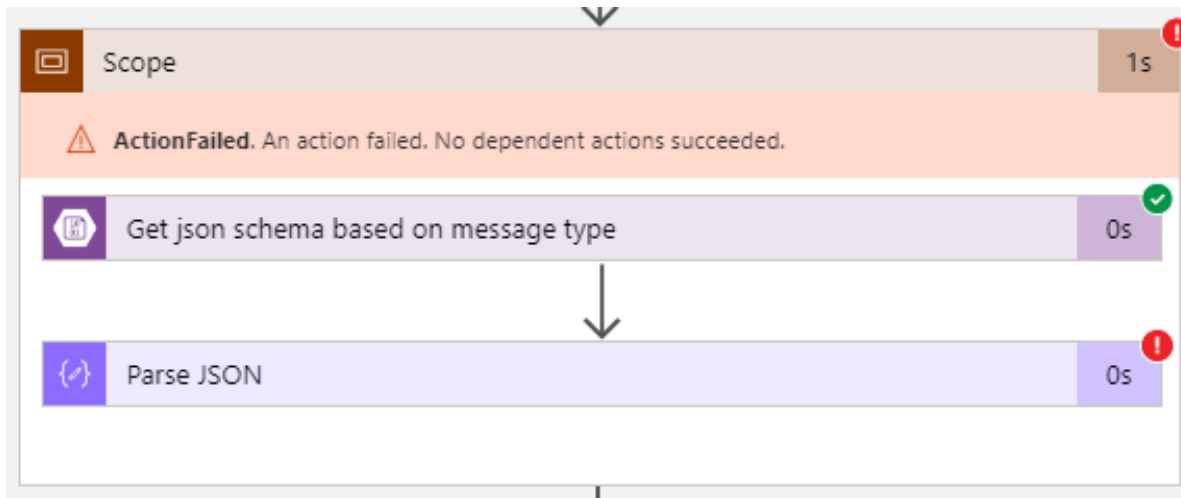 Scope
1s
ActionFailed. An action failed. No dependent actions succeeded.
Get json schema based on message type
0s
Parse JSON
0s